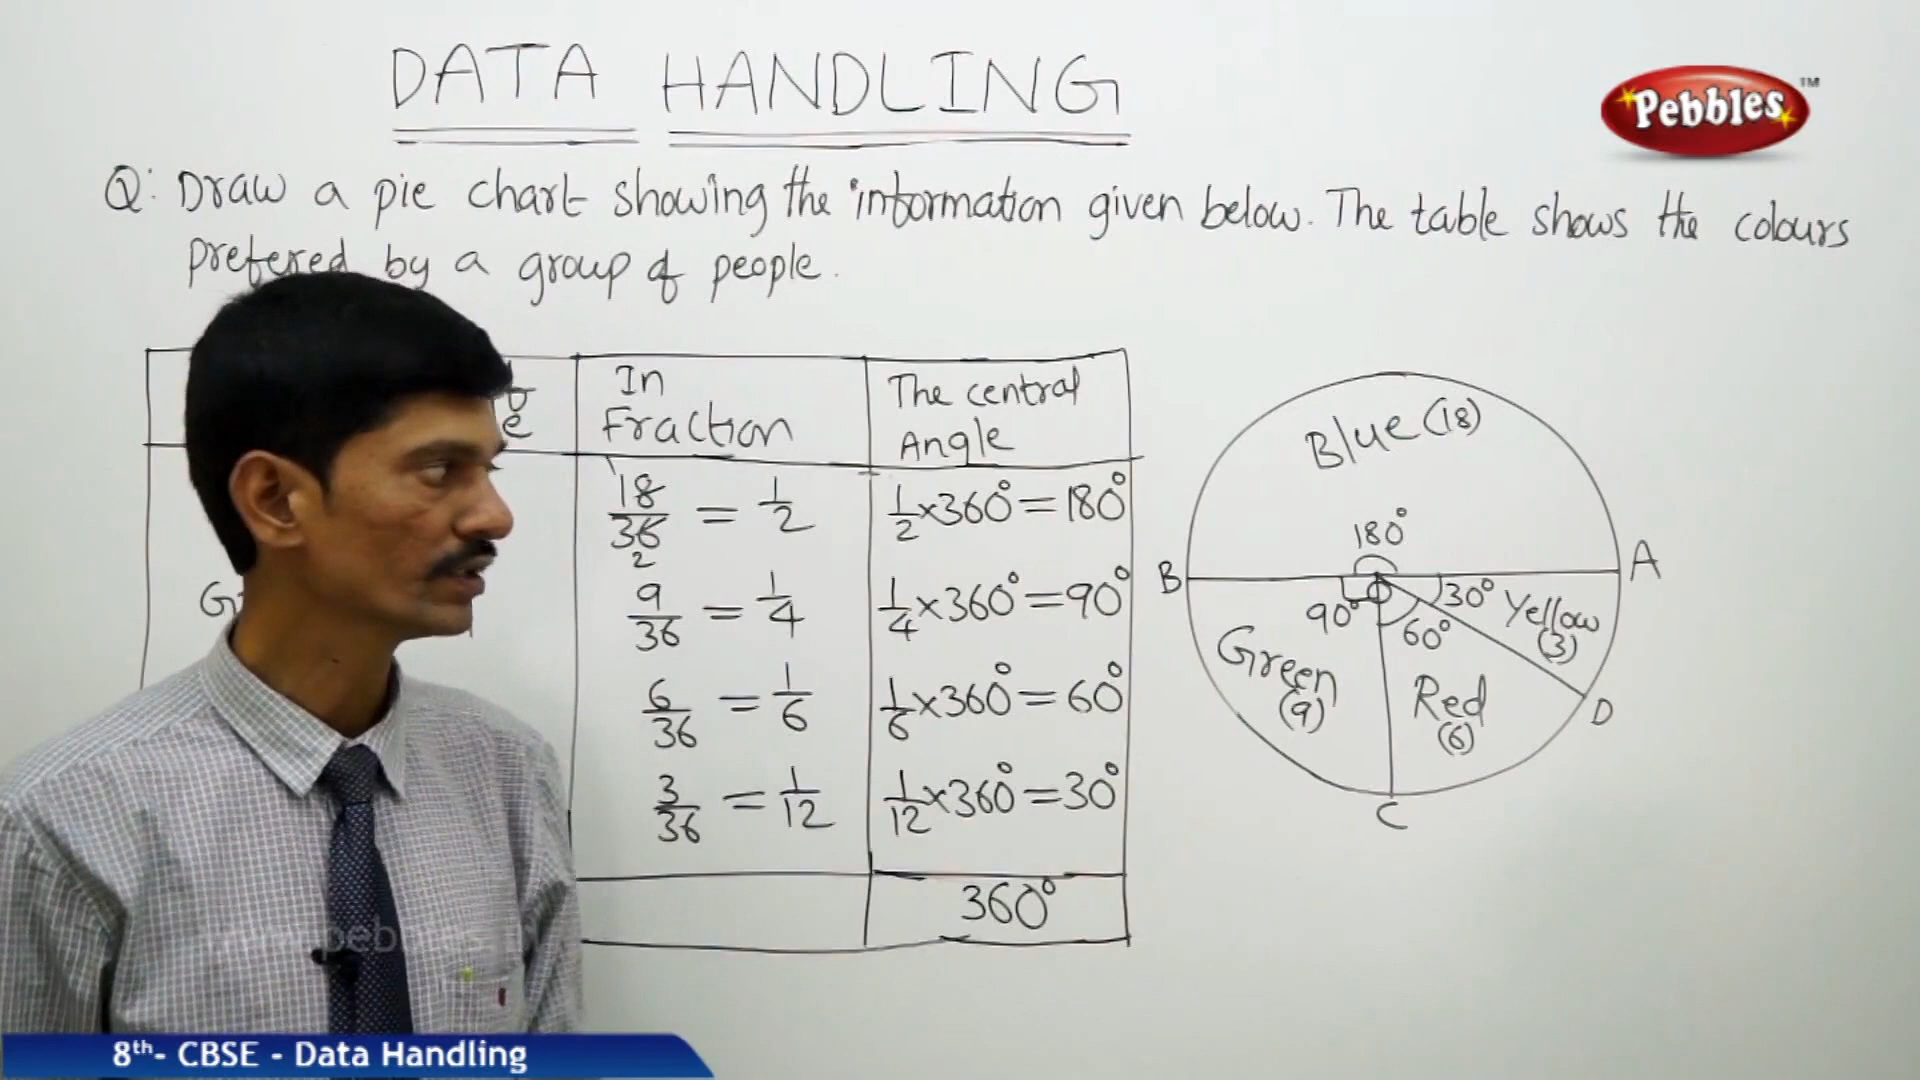 DATA HANDLING
Pebbles™
Q: Draw a pie chart showing the information given below. The table shows the colours
prefered by a group of people.
In
Fraction
The central
Angle
18/36 = 1/2
2
1/2 × 360° = 180°
9/36 = 1/4
1/4 × 360° = 90°
6/36 = 1/6
1/6 × 360° = 60°
3/36 = 1/12
1/12 × 360° = 30°
360°
Blue (18)
180°
B
A
90°
30°
Yellow
(3)
60°
Green
(9)
Red
(6)
D
C
8th- CBSE - Data Handling